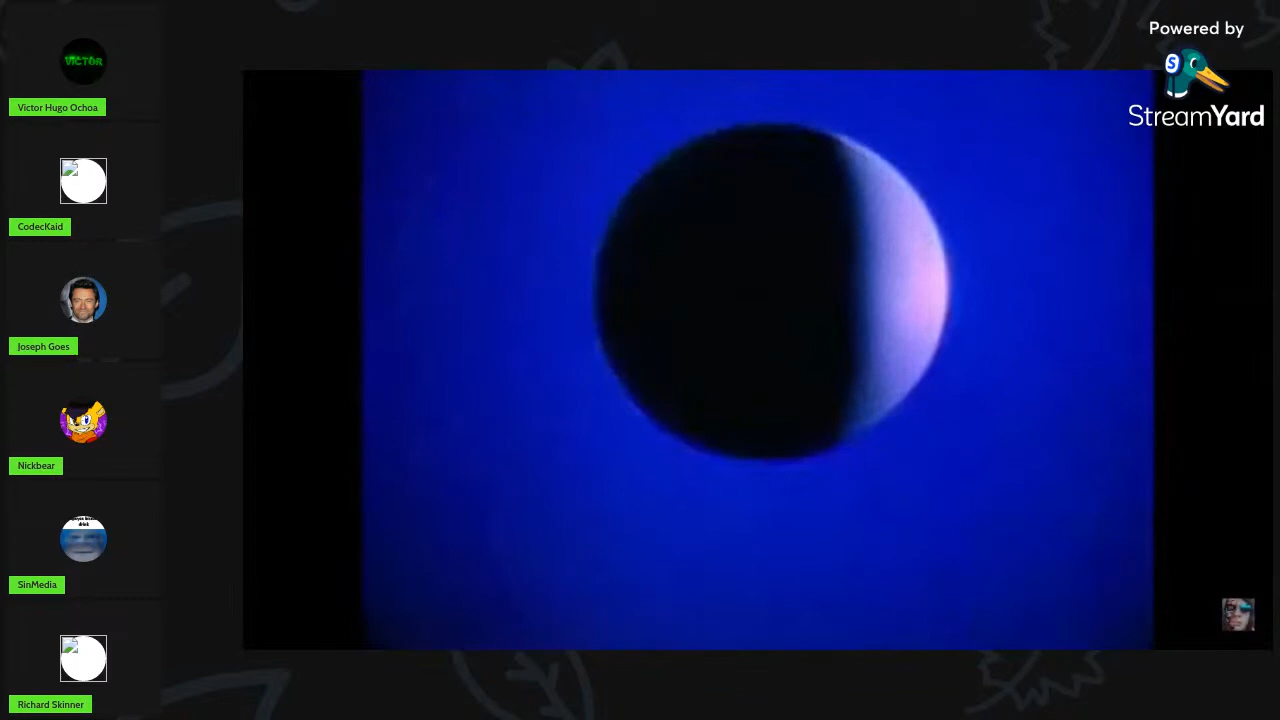 Powered by
S
StreamYard
VICTOR
Victor Hugo Ochoa
CodecKaid
Joseph Goes
Nickbear
SinMedia
Richard Skinner